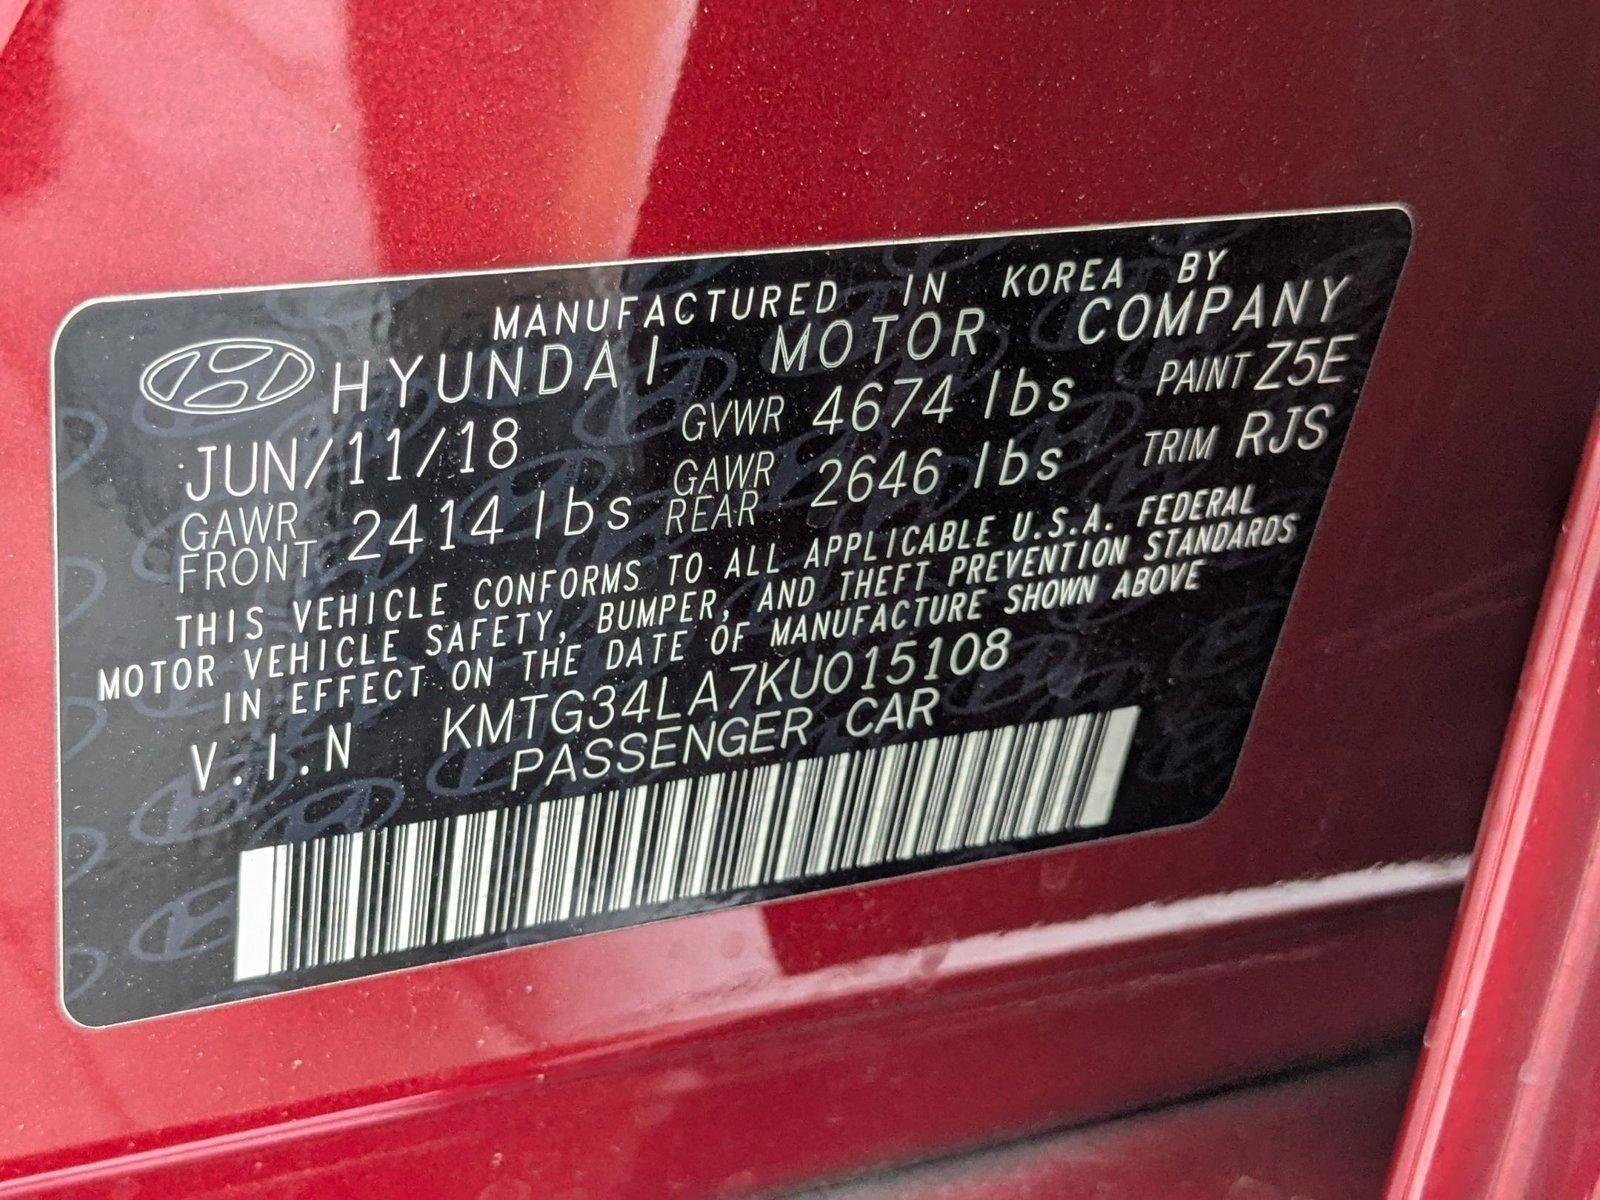 MANUFACTURED IN KOREA BY
HYUNDAI MOTOR COMPANY
JUN/11/18 GVWR 4674 lbs PAINT Z5E
GAWR FRONT 2414 lbs GAWR REAR 2646 lbs TRIM RJS
THIS VEHICLE CONFORMS TO ALL APPLICABLE U.S.A. FEDERAL
MOTOR VEHICLE SAFETY, BUMPER, AND THEFT PREVENTION STANDARDS
IN EFFECT ON THE DATE OF MANUFACTURE SHOWN ABOVE
V.I.N KMTG34LA7KU015108
PASSENGER CAR